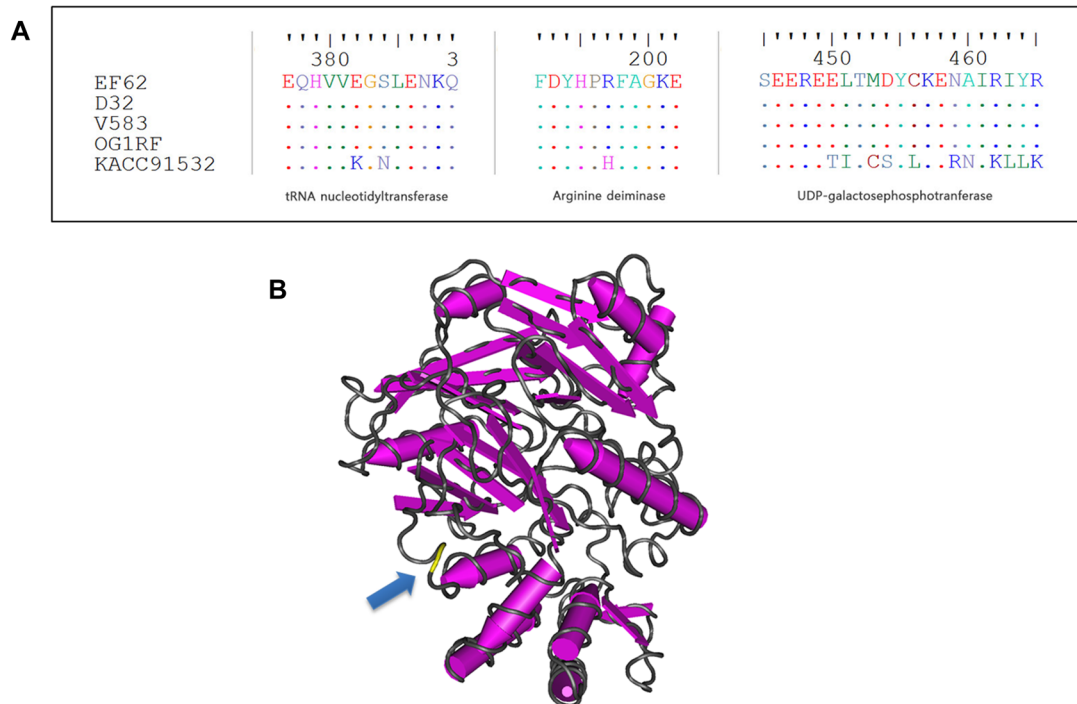 A
380 3 200 450 460
EF62 EQHVVEGSLENKQ FDYHPRFAGKE SEEREELTMDYCKENAIRIYR
D32 ............. ........... .....................
V583 ............. ........... .....................
OG1RF ............. ........... .....................
KACC91532 .....K.N..... .....H..... .....TI.CS.L..RN.KLLK
tRNA nucleotidyltransferase Arginine deiminase UDP-galactosephosphotranferase
B